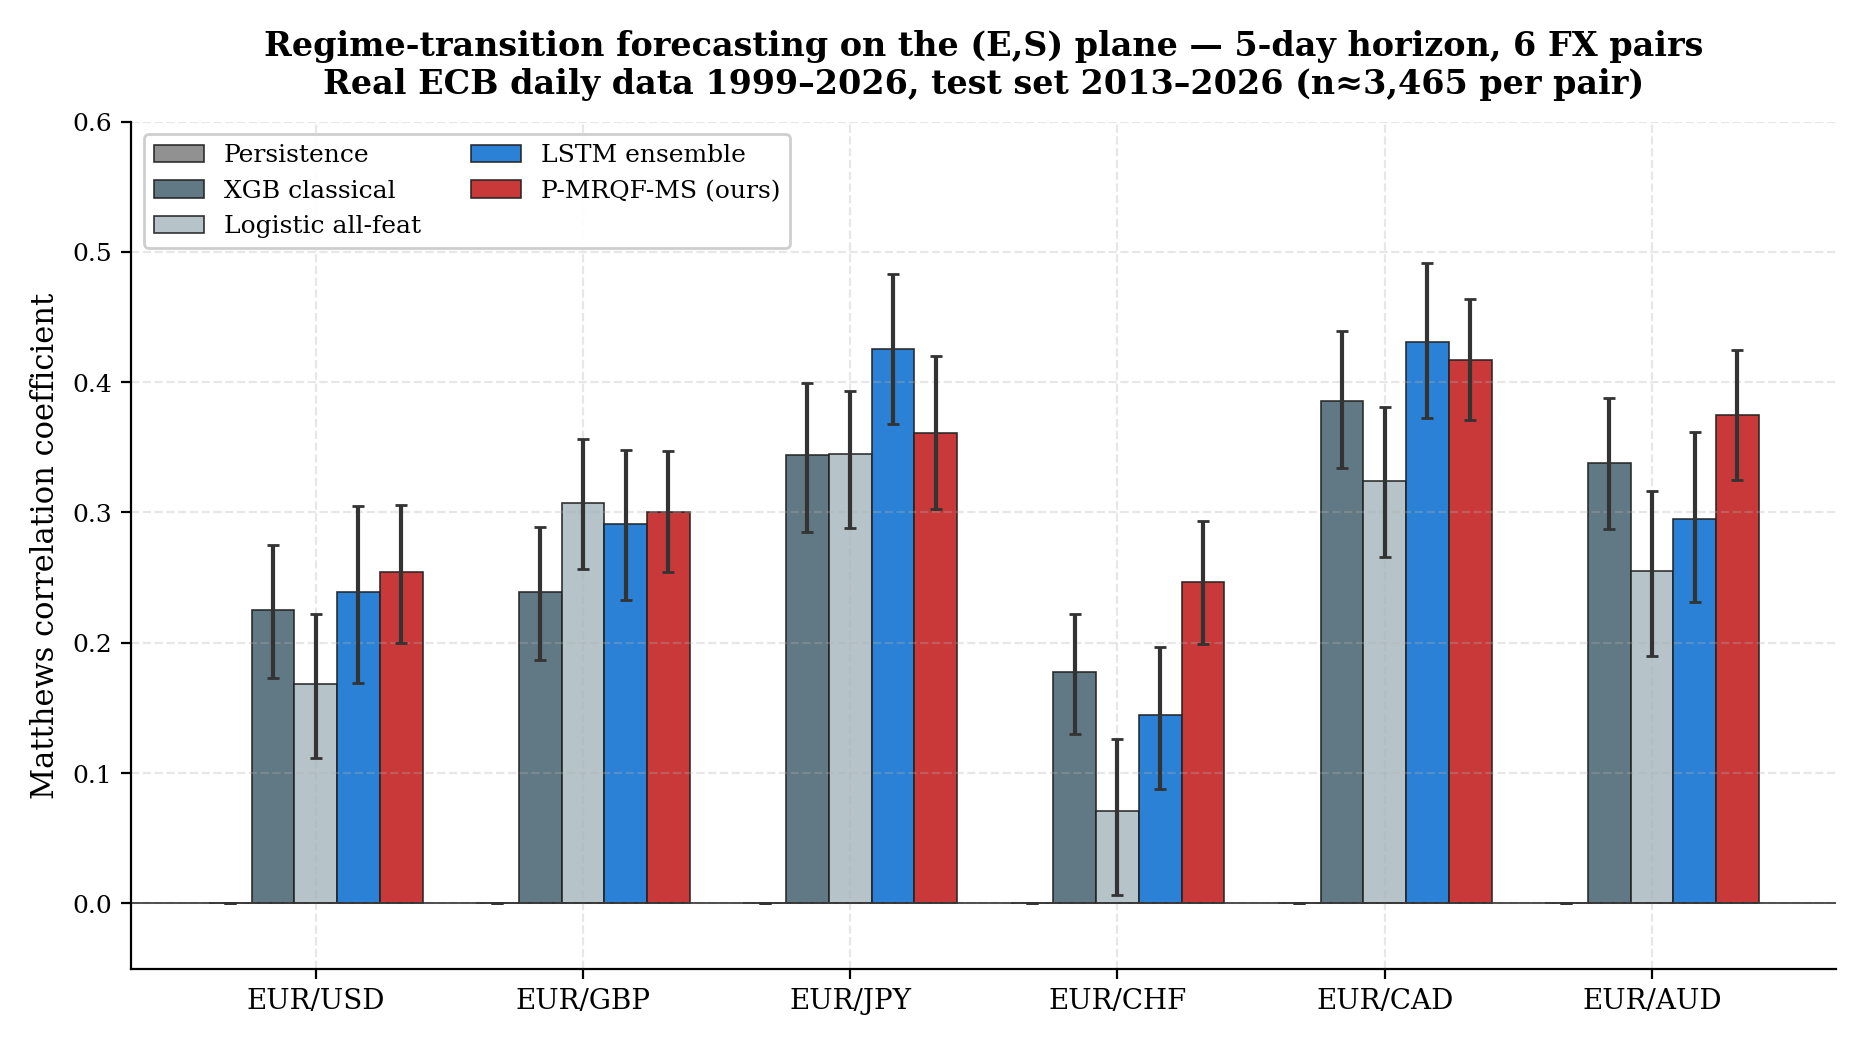 Regime-transition forecasting on the (E,S) plane — 5-day horizon, 6 FX pairs
Real ECB daily data 1999–2026, test set 2013–2026 (n≈3,465 per pair)
Persistence
XGB classical
Logistic all-feat
LSTM ensemble
P-MRQF-MS (ours)
Matthews correlation coefficient
0.6
0.5
0.4
0.3
0.2
0.1
0.0
EUR/USD
EUR/GBP
EUR/JPY
EUR/CHF
EUR/CAD
EUR/AUD